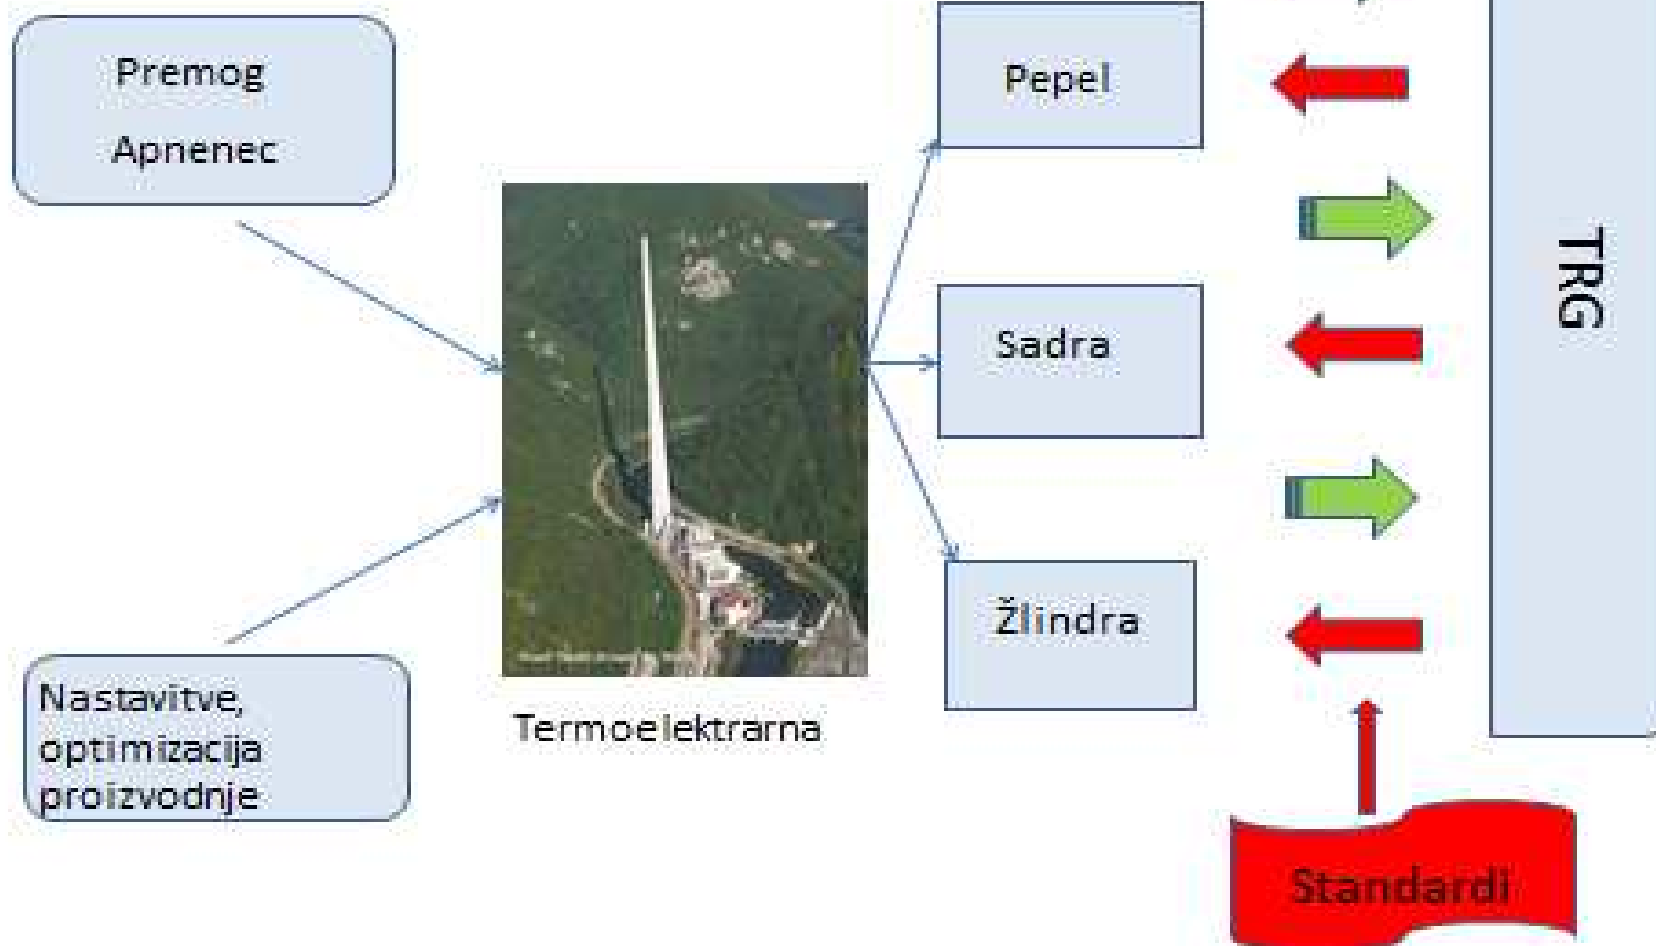 Premog
Apnenec
Nastavitve,
optimizacija
proizvodnje
Termoelektrarna
Pepel
Sadra
Žlindra
TRG
Standardi